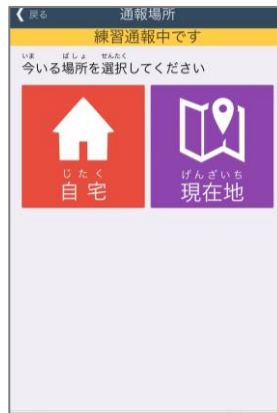 戻る 通報場所
練習通報中です
いま ばしょ せんたく
今いる場所を選択してください
じたく
自宅
げんざいち
現在地